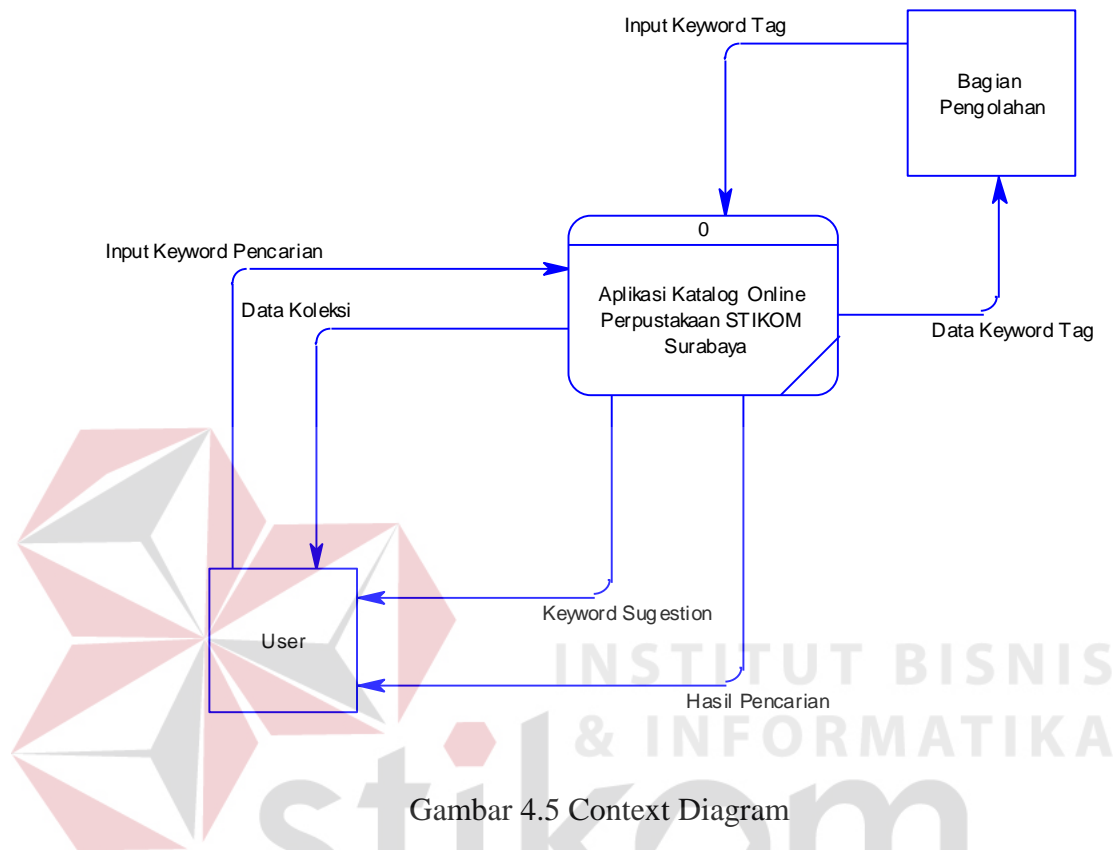 Input Keyword Tag
Bagian
Pengolahan
0
Input Keyword Pencarian
Aplikasi Katalog Online
Perpustakaan STIKOM
Surabaya
Data Koleksi
Data Keyword Tag
Keyword Sugestion
User
INSTITUT BISNIS
Hasil Pencarian
& INFORMATIKA
stikom
Gambar 4.5 Context Diagram